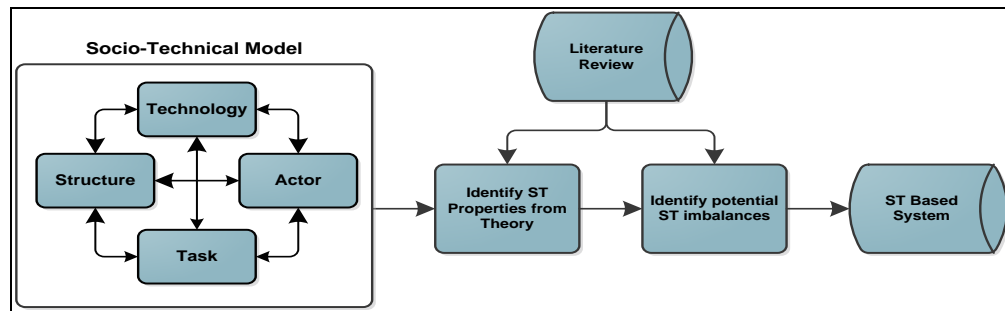 Socio-Technical Model
Technology
Structure
Actor
Task
Literature
Review
Identify ST
Properties from
Theory
Identify potential
ST imbalances
ST Based
System